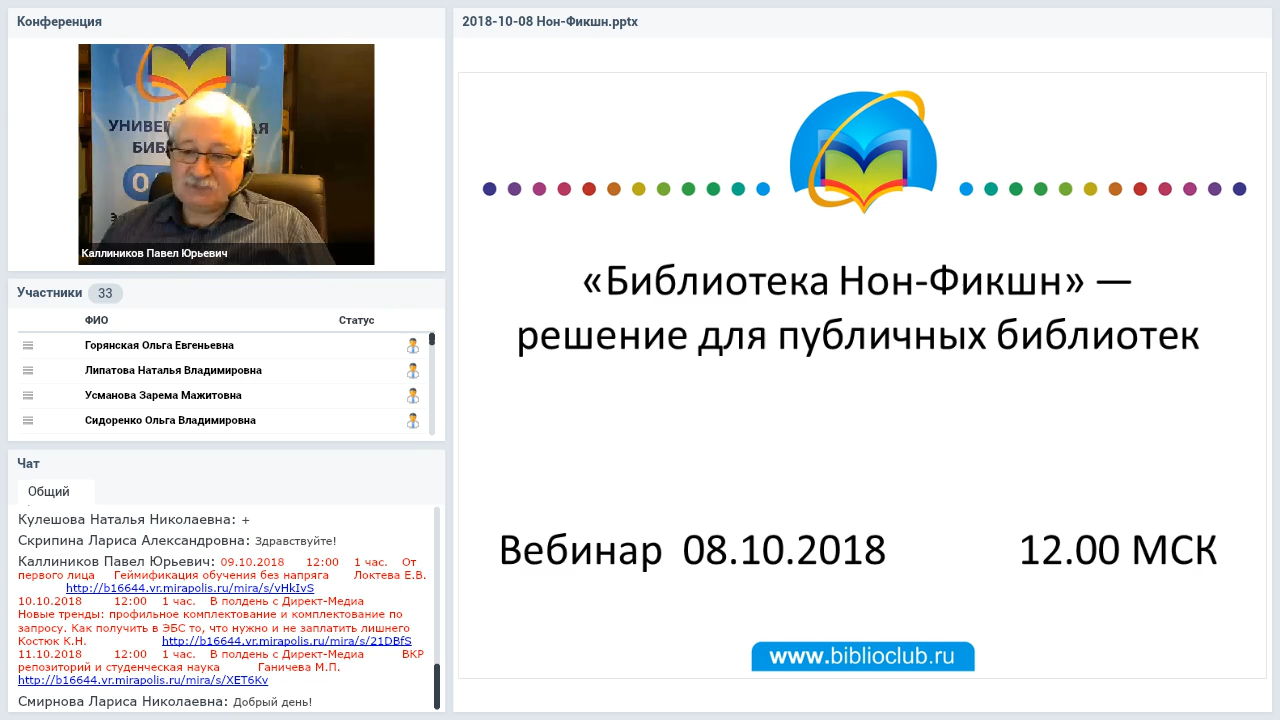 Конференция
УНИВЕР КАЯ
БИБ
Каллиников Павел Юрьевич
Участники 33
ФИО Статус
Горянская Ольга Евгеньевна
Липатова Наталья Владимировна
Усманова Зарема Мажитовна
Сидоренко Ольга Владимировна
Чат
Общий
Кулешова Наталья Николаевна: +
Скрипина Лариса Александровна: Здравствуйте!
Каллиников Павел Юрьевич: 09.10.2018 12:00 1 час. От
первого лица Геймификация обучения без напряга Локтева Е.В.
http://b16644.vr.mirapolis.ru/mira/s/vHkIvS
10.10.2018 12:00 1 час. В полдень с Директ-Медиа
Новые тренды: профильное комплектование и комплектование по
запросу. Как получить в ЭБС то, что нужно и не заплатить лишнего
Костюк К.Н. http://b16644.vr.mirapolis.ru/mira/s/21DBfS
11.10.2018 12:00 1 час. В полдень с Директ-Медиа ВКР
репозиторий и студенческая наука Ганичева М.П.
http://b16644.vr.mirapolis.ru/mira/s/XET6Kv
Смирнова Лариса Николаевна: Добрый день!
2018-10-08 Нон-Фикшн.pptx
«Библиотека Нон-Фикшн» —
решение для публичных библиотек
Вебинар 08.10.2018 12.00 МСК
www.biblioclub.ru